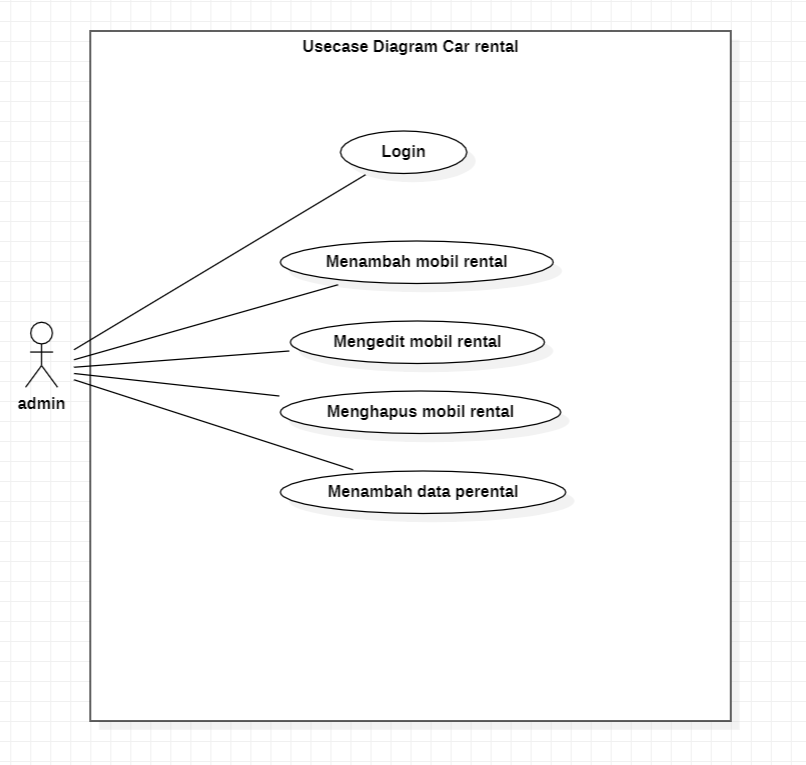 Usecase Diagram Car rental
Login
Menambah mobil rental
Mengedit mobil rental
admin
Menghapus mobil rental
Menambah data perental